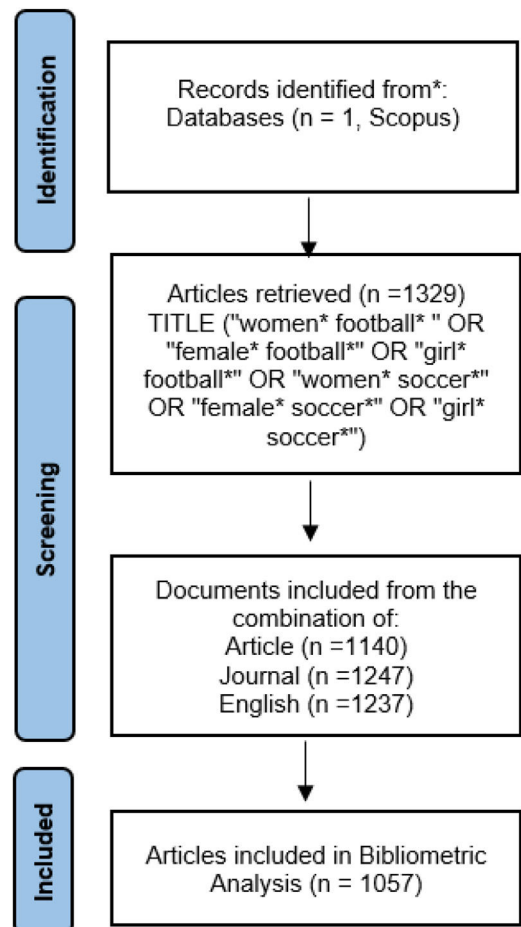 Identification
Records identified from*:
Databases (n = 1, Scopus)
Screening
Articles retrieved (n =1329)
TITLE ("women* football* " OR
"female* football*" OR "girl*
football*" OR "women* soccer*"
OR "female* soccer*" OR "girl*
soccer*")
Documents included from the
combination of:
Article (n =1140)
Journal (n =1247)
English (n =1237)
Included
Articles included in Bibliometric
Analysis (n = 1057)